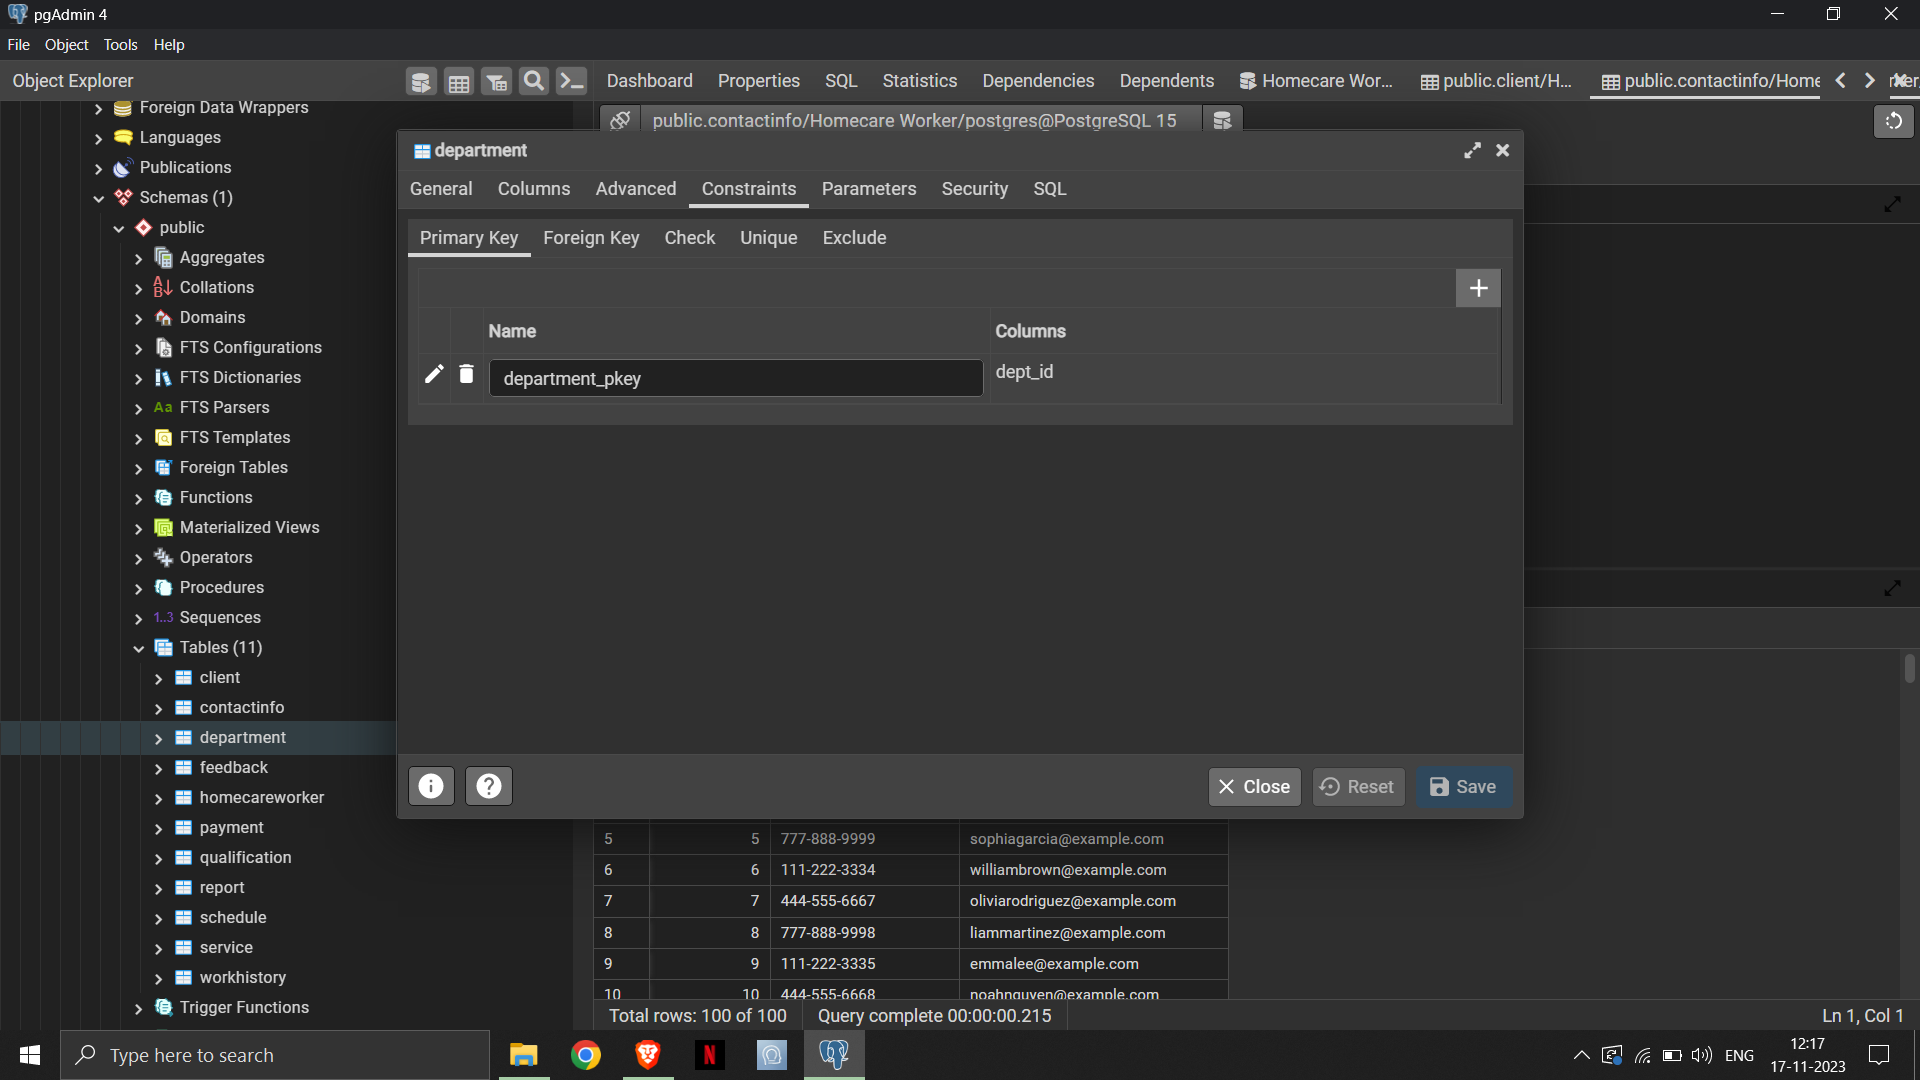 pgAdmin 4
File Object Tools Help
Object Explorer
Dashboard Properties SQL Statistics Dependencies Dependents Homecare Wor... public.client/H... public.contactinfo/Home
public.contactinfo/Homecare Worker/postgres@PostgreSQL 15
Foreign Data Wrappers
Languages
Publications
Schemas (1)
public
Aggregates
Collations
Domains
FTS Configurations
FTS Dictionaries
Aa FTS Parsers
FTS Templates
Foreign Tables
Functions
Materialized Views
Operators
Procedures
1..3 Sequences
Tables (11)
client
contactinfo
department
feedback
homecareworker
payment
qualification
report
schedule
service
workhistory
Trigger Functions
department
General Columns Advanced Constraints Parameters Security SQL
Primary Key Foreign Key Check Unique Exclude
Name Columns
department_pkey dept_id
Close Reset Save
5 5 777-888-9999 sophiagarcia@example.com
6 6 111-222-3334 williambrown@example.com
7 7 444-555-6667 oliviarodriguez@example.com
8 8 777-888-9998 liammartinez@example.com
9 9 111-222-3335 emmalee@example.com
10 10 444-555-6668 noahnguyen@example.com
Total rows: 100 of 100 Query complete 00:00:00.215 Ln 1, Col 1
Type here to search
ENG
12:17
17-11-2023